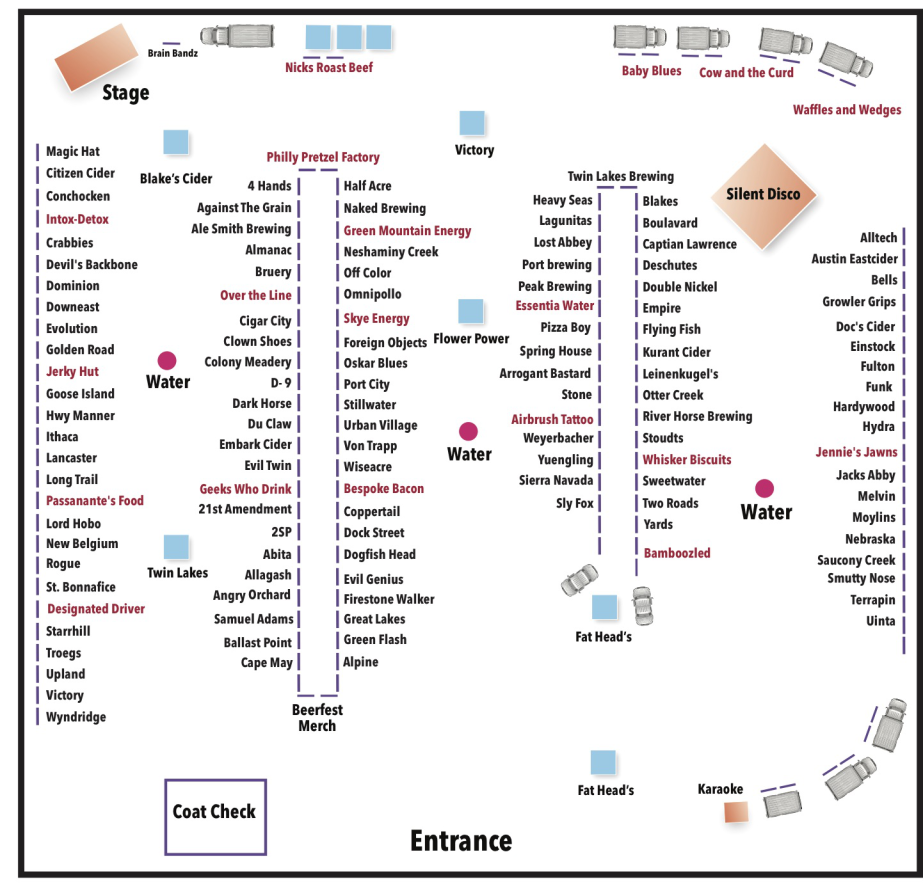 Brain Bandz
Stage
Nicks Roast Beef
Baby Blues
Cow and the Curd
Waffles and Wedges
Blake's Cider
Victory
Silent Disco
Magic Hat
Citizen Cider
Conchocken
Intox-Detox
Crabbies
Devil's Backbone
Dominion
Downeast
Evolution
Golden Road
Jerky Hut
Goose Island
Hwy Manner
Ithaca
Lancaster
Long Trail
Passanante's Food
Lord Hobo
New Belgium
Rogue
St. Bonnafice
Designated Driver
Starrhill
Troegs
Upland
Victory
Wyndridge
Water
Twin Lakes
Philly Pretzel Factory
4 Hands
Against The Grain
Ale Smith Brewing
Almanac
Bruery
Over the Line
Cigar City
Clown Shoes
Colony Meadery
D- 9
Dark Horse
Du Claw
Embark Cider
Evil Twin
Geeks Who Drink
21st Amendment
2SP
Abita
Allagash
Angry Orchard
Samuel Adams
Ballast Point
Cape May
Half Acre
Naked Brewing
Green Mountain Energy
Neshaminy Creek
Off Color
Omnipollo
Skye Energy
Foreign Objects
Oskar Blues
Port City
Stillwater
Urban Village
Von Trapp
Wiseacre
Bespoke Bacon
Coppertail
Dock Street
Dogfish Head
Evil Genius
Firestone Walker
Great Lakes
Green Flash
Alpine
Beerfest
Merch
Flower Power
Water
Twin Lakes Brewing
Heavy Seas
Lagunitas
Lost Abbey
Port brewing
Peak Brewing
Essentia Water
Pizza Boy
Spring House
Arrogant Bastard
Stone
Airbrush Tattoo
Weyerbacher
Yuengling
Sierra Navada
Sly Fox
Blakes
Boulavard
Captian Lawrence
Deschutes
Double Nickel
Empire
Flying Fish
Kurant Cider
Leinenkugel's
Otter Creek
River Horse Brewing
Stoudts
Whisker Biscuits
Sweetwater
Two Roads
Yards
Bamboozled
Water
Alltech
Austin Eastcider
Bells
Growler Grips
Doc's Cider
Einstock
Fulton
Funk
Hardywood
Hydra
Jennie's Jawns
Jacks Abby
Melvin
Moylins
Nebraska
Saucony Creek
Smutty Nose
Terrapin
Uinta
Fat Head's
Fat Head's
Karaoke
Coat Check
Entrance